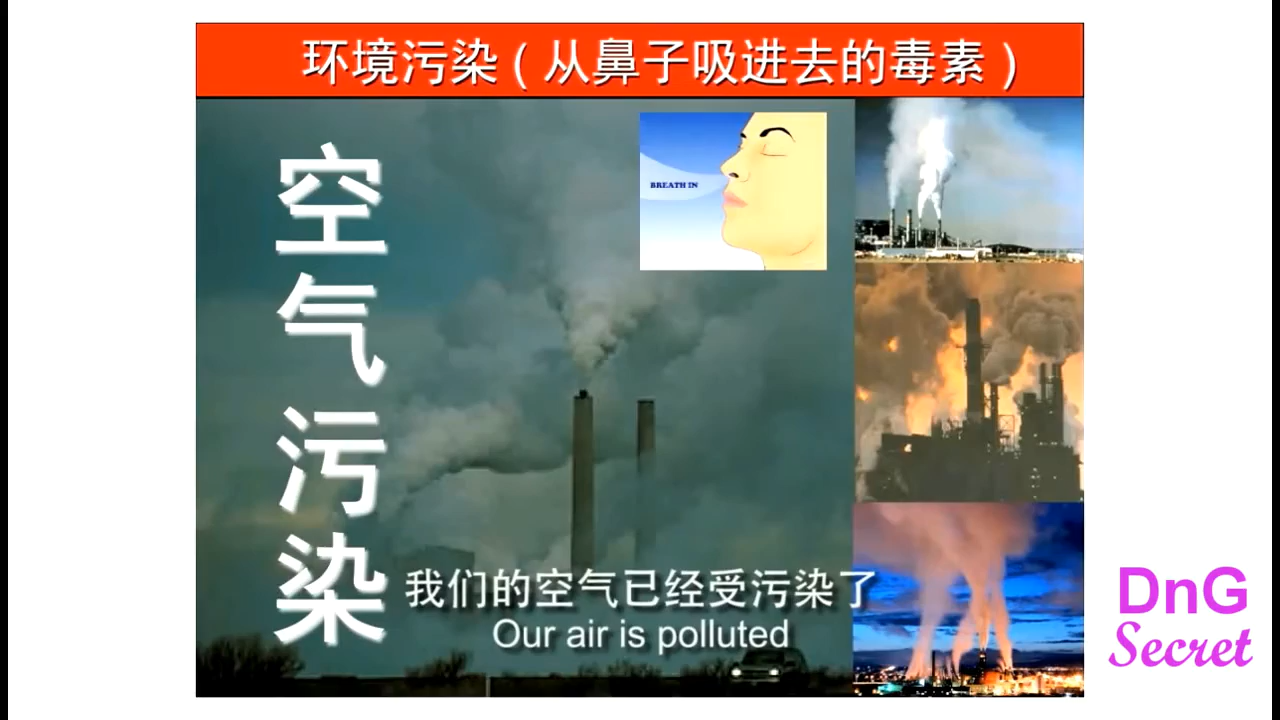 环境污染(从鼻子吸进去的毒素)
空气污染
BREATH IN
我们的空气已经受污染了
Our air is polluted
DnG
Secret